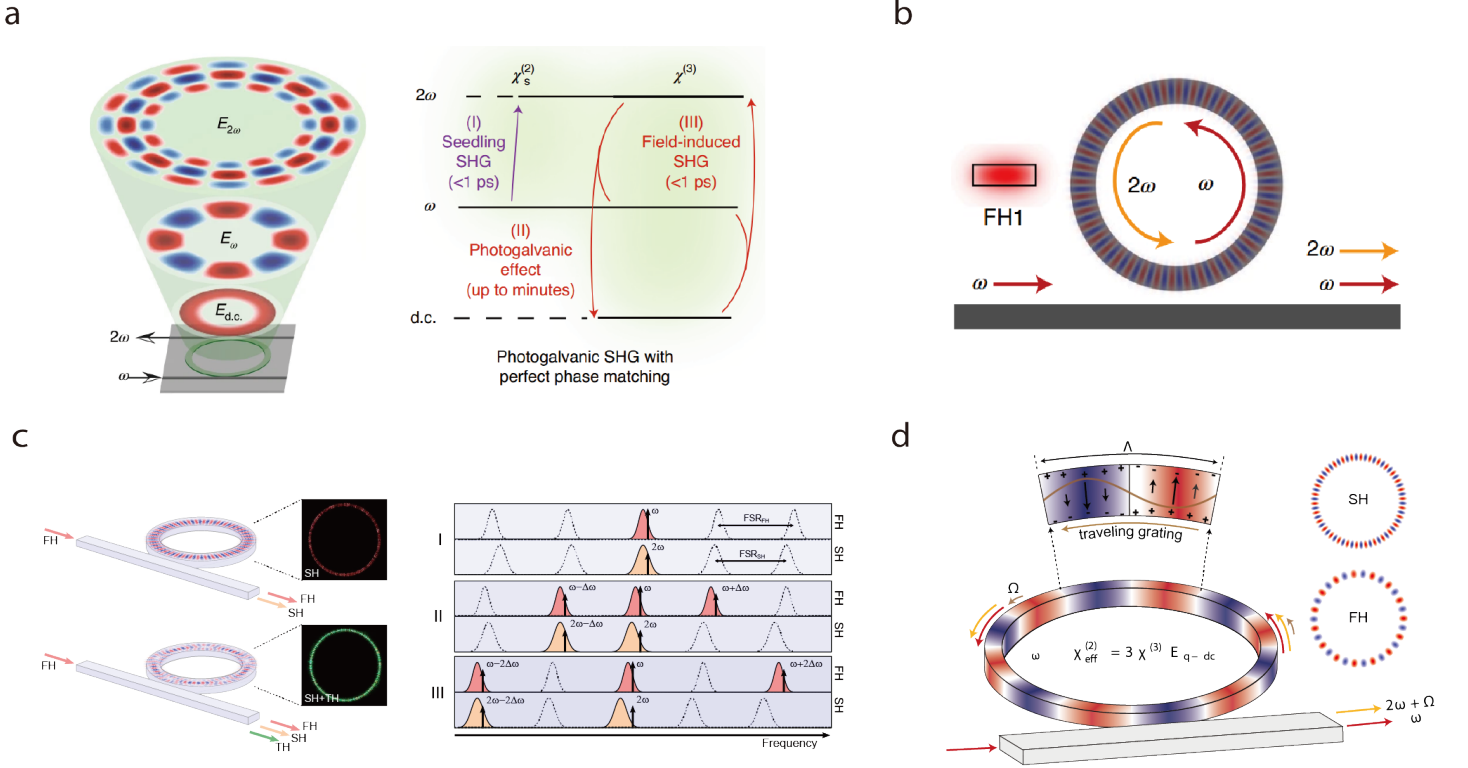 a
E2ω
Eω
Ed.c.
2ω
ω
χs(2)
χ(3)
2ω
(I)
Seedling
SHG
(<1 ps)
(III)
Field-induced
SHG
(<1 ps)
ω
(II)
Photogalvanic
effect
(up to minutes)
d.c.
Photogalvanic SHG with
perfect phase matching
b
FH1
2ω
ω
2ω
ω
ω
c
FH
SH
FH
SH
FH
SH+TH
FH
SH
TH
I
ω
FSRFH
FH
2ω
FSRSH
SH
II
ω−Δω
ω
ω+Δω
FH
2ω−Δω
2ω
SH
III
ω−2Δω
ω
ω+2Δω
FH
2ω−2Δω
2ω
SH
Frequency
d
Λ
+ + + + + - - - - -
- - - - - + + + + +
traveling grating
SH
FH
Ω
ω χeff(2) = 3 χ(3) Eq− dc
2ω + Ω
ω